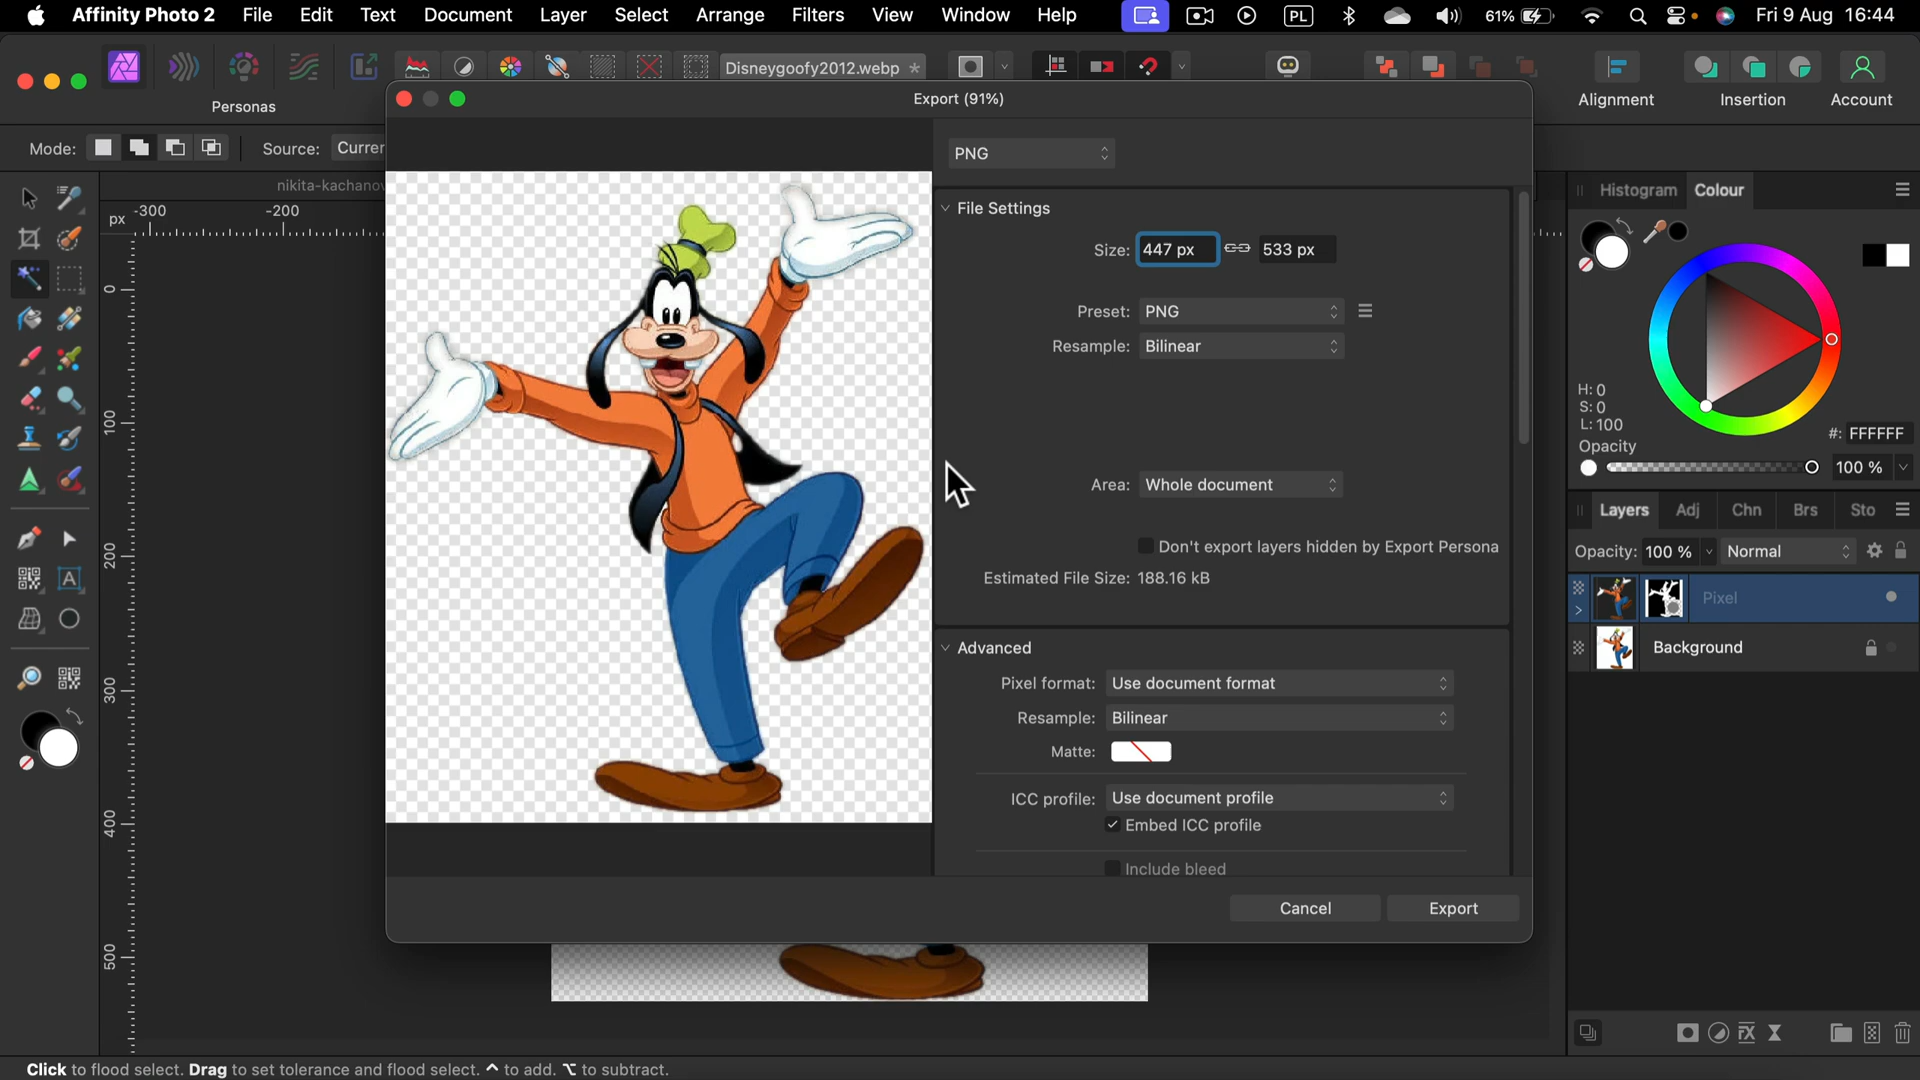 Affinity Photo 2 File Edit Text Document Layer Select Arrange Filters View Window Help PL 61% Fri 9 Aug 16:44
Disneygoofy2012.webp *
Personas
Alignment Insertion Account
Export (91%)
Mode: Source: Curren
PNG
nikita-kachanov
px -300 -200
0
100
200
300
400
500
File Settings
Size: 447 px 533 px
Preset: PNG
Resample: Bilinear
Area: Whole document
Don't export layers hidden by Export Persona
Estimated File Size: 188.16 kB
Advanced
Pixel format: Use document format
Resample: Bilinear
Matte:
ICC profile: Use document profile
Embed ICC profile
Include bleed
Cancel Export
Histogram Colour
H: 0
S: 0
L: 100
#: FFFFFF
Opacity
100 %
Layers Adj Chn Brs Sto
Opacity: 100 % Normal
Pixel
Background
Click to flood select. Drag to set tolerance and flood select. ^ to add. ⌥ to subtract.